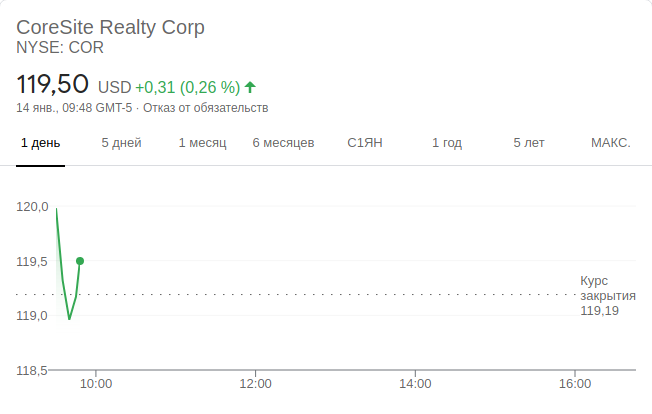 CoreSite Realty Corp
NYSE: COR
119,50 USD +0,31 (0,26 %)
14 янв., 09:48 GMT-5 · Отказ от обязательств
1 день 5 дней 1 месяц 6 месяцев С1ЯН 1 год 5 лет МАКС.
120,0
119,5
Курс
закрытия
119,19
119,0
118,5
10:00 12:00 14:00 16:00